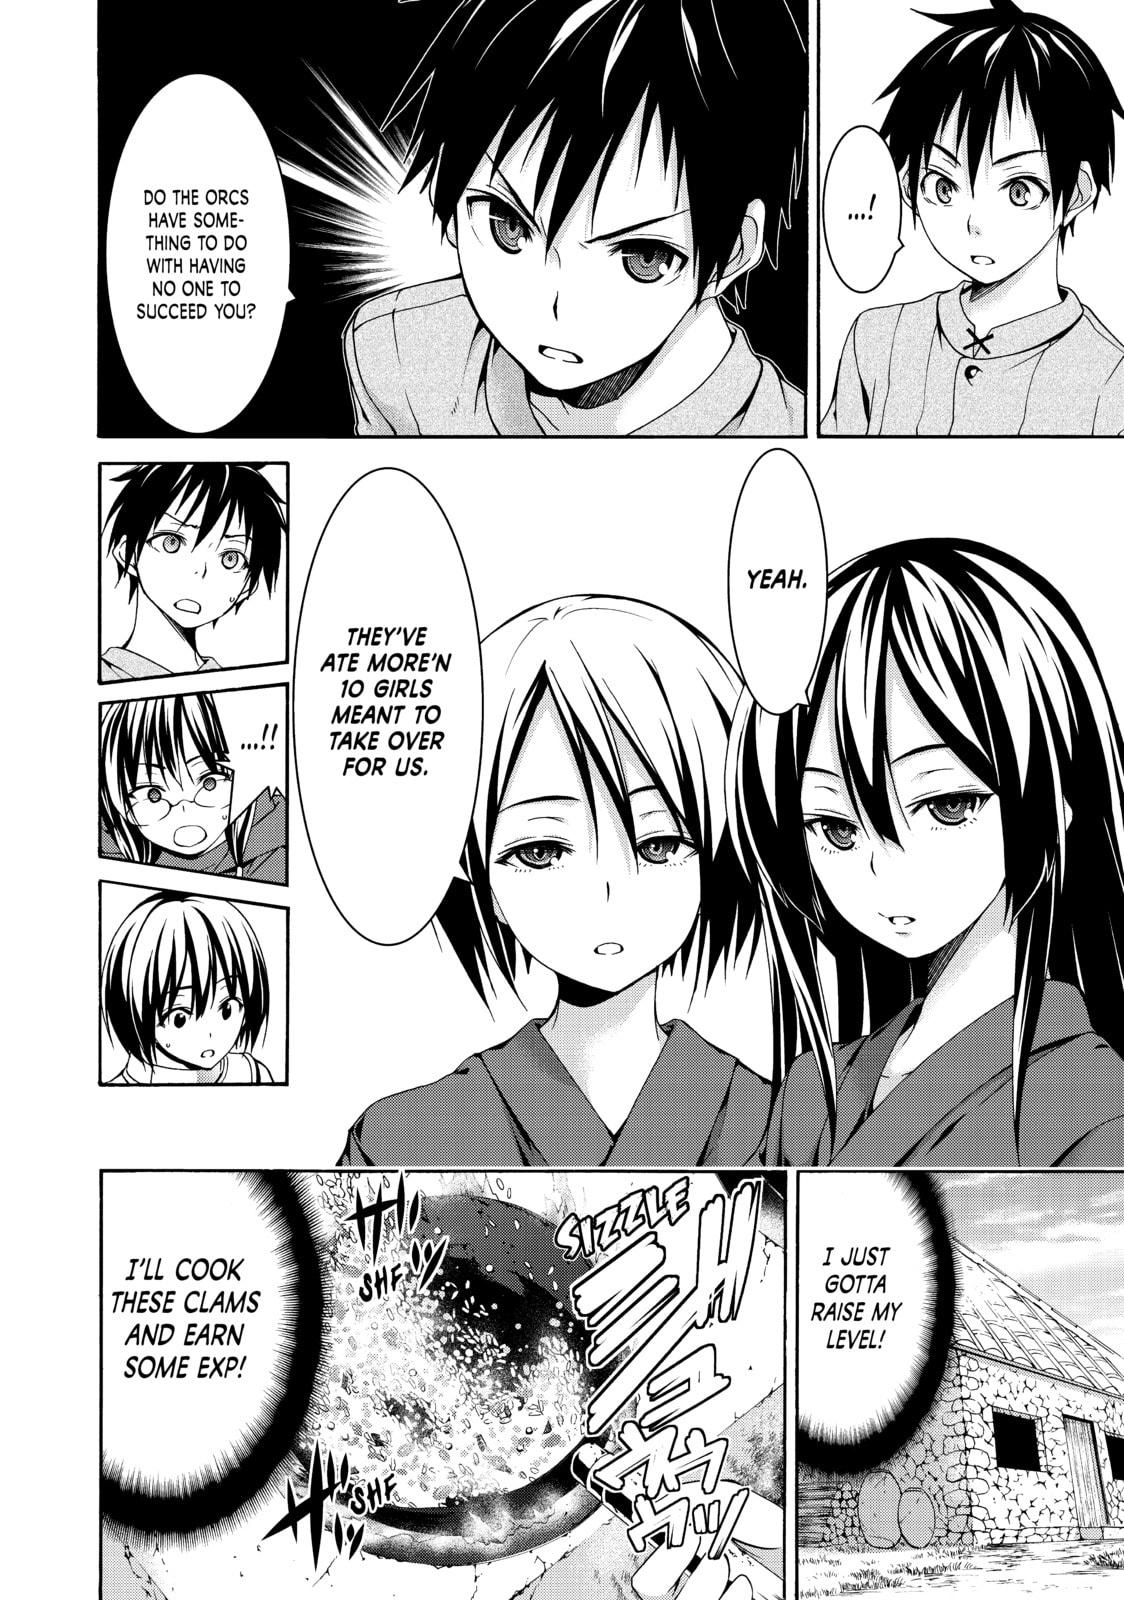 ...!
DO THE ORCS
HAVE SOME-
THING TO DO
WITH HAVING
NO ONE TO
SUCCEED YOU?
YEAH.
THEY'VE
ATE MORE'N
10 GIRLS
MEANT TO
TAKE OVER
FOR US.
...!!
I JUST
GOTTA
RAISE MY
LEVEL!
SIZZLE
SHF
SHF
I'LL COOK
THESE CLAMS
AND EARN
SOME EXP!